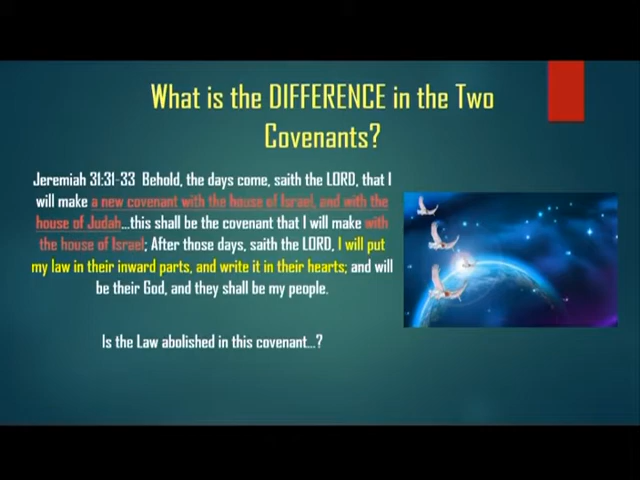 What is the DIFFERENCE in the Two
Covenants?
Jeremiah 31:31-33 Behold, the days come, saith the LORD, that I
will make a new covenant with the house of Israel, and with the
house of Judah...this shall be the covenant that I will make with
the house of Israel; After those days, saith the LORD, I will put
my law in their inward parts, and write it in their hearts; and will
be their God, and they shall be my people.
Is the Law abolished in this covenant...?